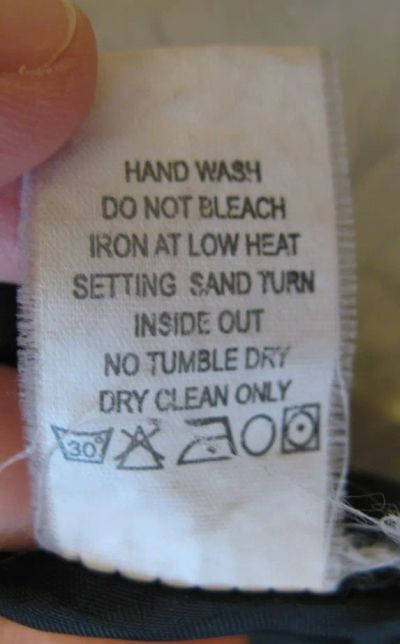 HAND WASH
DO NOT BLEACH
IRON AT LOW HEAT
SETTING SAND TURN
INSIDE OUT
NO TUMBLE DRY
DRY CLEAN ONLY
30°